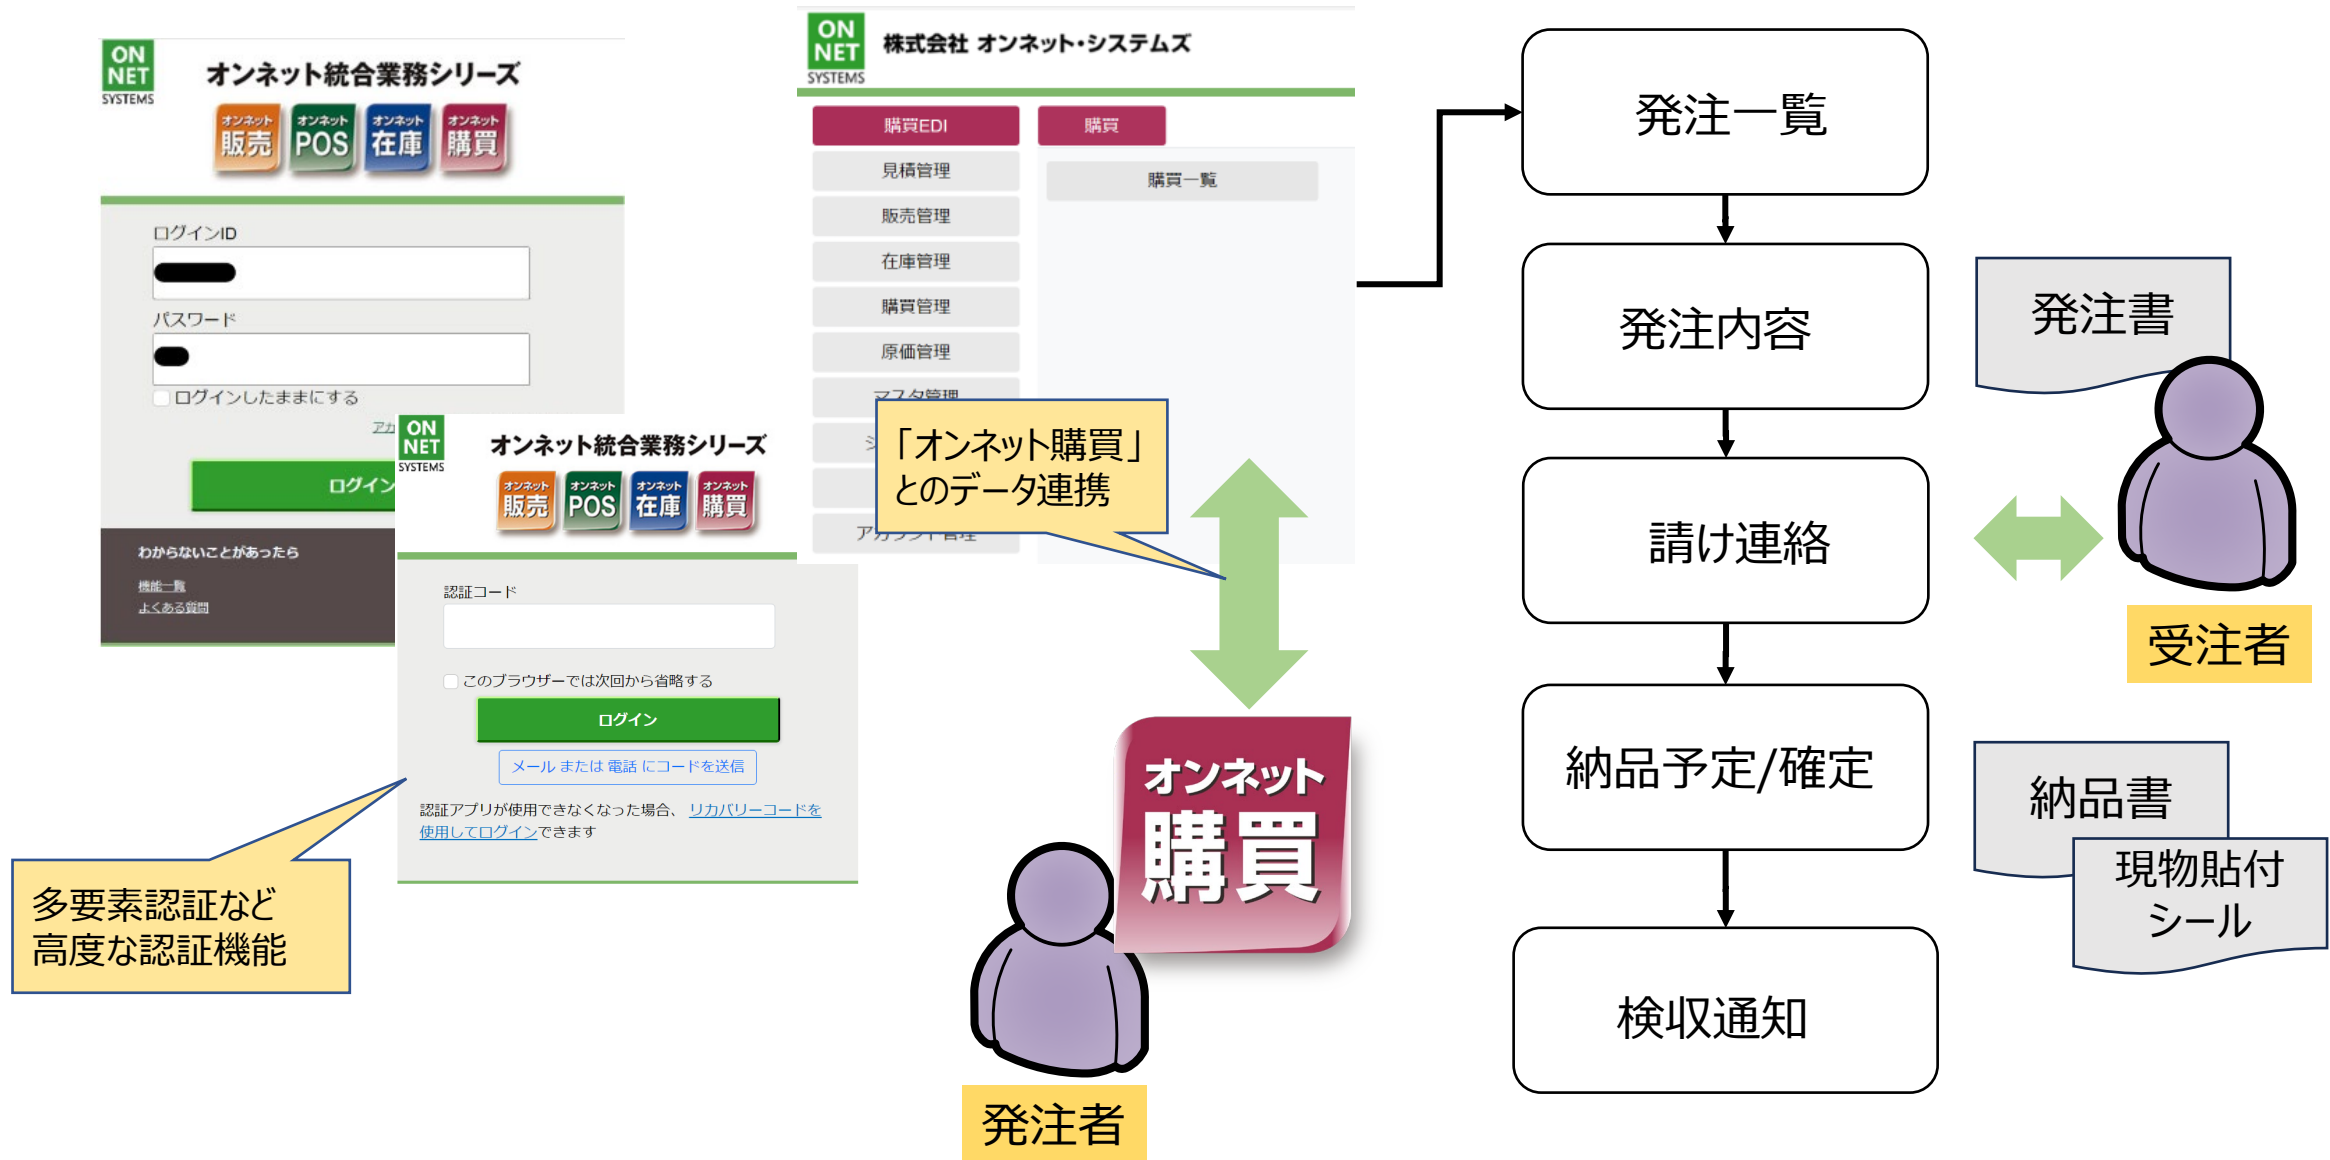 ON
NET
SYSTEMS
オンネット統合業務シリーズ
オンネット
販売
オンネット
POS
オンネット
在庫
オンネット
購買
ログインID
パスワード
ログインしたままにする
ログイン
わからないことがあったら
機能一覧
よくある質問
ON
NET
SYSTEMS
オンネット統合業務シリーズ
オンネット
販売
オンネット
POS
オンネット
在庫
オンネット
購買
認証コード
このブラウザーでは次回から省略する
ログイン
メール または 電話 にコードを送信
認証アプリが使用できなくなった場合、 リカバリーコードを
使用してログインできます
多要素認証など
高度な認証機能
ON
NET
SYSTEMS
株式会社 オンネット・システムズ
購買EDI
購買
見積管理
購買一覧
販売管理
在庫管理
購買管理
原価管理
マスタ管理
アカウント管理
「オンネット購買」
とのデータ連携
オンネット
購買
発注者
発注一覧
発注内容
請け連絡
納品予定/確定
検収通知
発注書
受注者
納品書
現物貼付
シール